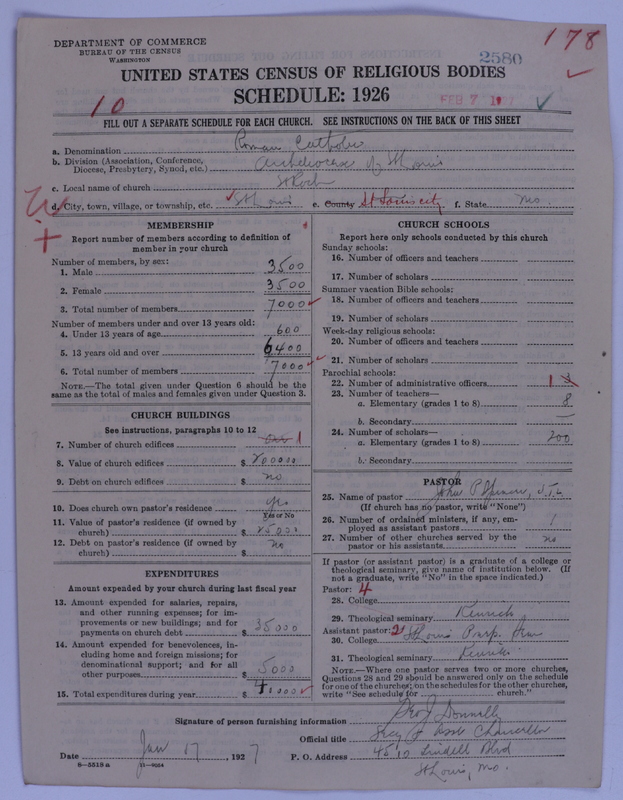 DEPARTMENT OF COMMERCE
BUREAU OF THE CENSUS
WASHINGTON
2580
178
UNITED STATES CENSUS OF RELIGIOUS BODIES
SCHEDULE: 1926
10
FEB 7
FILL OUT A SEPARATE SCHEDULE FOR EACH CHURCH. SEE INSTRUCTIONS ON THE BACK OF THIS SHEET
a. Denomination Roman Catholic
b. Division (Association, Conference, Diocese, Presbytery, Synod, etc.) Archdiocese of St Louis
c. Local name of church St Roch
d. City, town, village, or township, etc. St Louis e. County St Louis city f. State Mo.
MEMBERSHIP
Report number of members according to definition of member in your church
Number of members, by sex:
1. Male 3500
2. Female 3500
3. Total number of members 7000
Number of members under and over 13 years old:
4. Under 13 years of age 600
5. 13 years old and over 6400
6. Total number of members 7000
NOTE.—The total given under Question 6 should be the same as the total of males and females given under Question 3.
CHURCH BUILDINGS
See instructions, paragraphs 10 to 12
7. Number of church edifices 1
8. Value of church edifices $
9. Debt on church edifices $ no
10. Does church own pastor's residence yes
Yes or No
11. Value of pastor's residence (if owned by church) $
12. Debt on pastor's residence (if owned by church) $ No
EXPENDITURES
Amount expended by your church during last fiscal year
13. Amount expended for salaries, repairs, and other running expenses; for improvements or new buildings; and for payments on church debt $ 35000
14. Amount expended for benevolences, including home and foreign missions; for denominational support; and for all other purposes $ 5000
15. Total expenditures during year $
CHURCH SCHOOLS
Report here only schools conducted by this church
Sunday schools:
16. Number of officers and teachers
17. Number of scholars
Summer vacation Bible schools:
18. Number of officers and teachers
19. Number of scholars
Week-day religious schools:
20. Number of officers and teachers
21. Number of scholars
Parochial schools:
22. Number of administrative officers 1
23. Number of teachers—
a. Elementary (grades 1 to 8) 8
b. Secondary —
24. Number of scholars—
a. Elementary (grades 1 to 8) 200
b. Secondary
PASTOR
25. Name of pastor John P Spencer, S.T.L.
(If church has no pastor, write "None")
26. Number of ordained ministers, if any, employed as assistant pastors 1
27. Number of other churches served by the pastor or his assistants no
If pastor (or assistant pastor) is a graduate of a college or theological seminary, give name of institution below. (If not a graduate, write "No" in the space indicated.)
Pastor: 4
28. College
29. Theological seminary Kenrick
Assistant pastor: 2
30. College St Louis Prep. Sem
31. Theological seminary Kenrick
NOTE.—Where one pastor serves two or more churches, Questions 28 and 29 should be answered only on the schedule for one of the churches; on the schedules for the other churches, write "See schedule for church."
Signature of person furnishing information Geo J Donnelly
Official title Secy & Asst Chancellor
Date Jan 17, 1927
P. O. Address 4510 Lindell Blvd
St Louis, Mo.
8—5519 a
11—9034